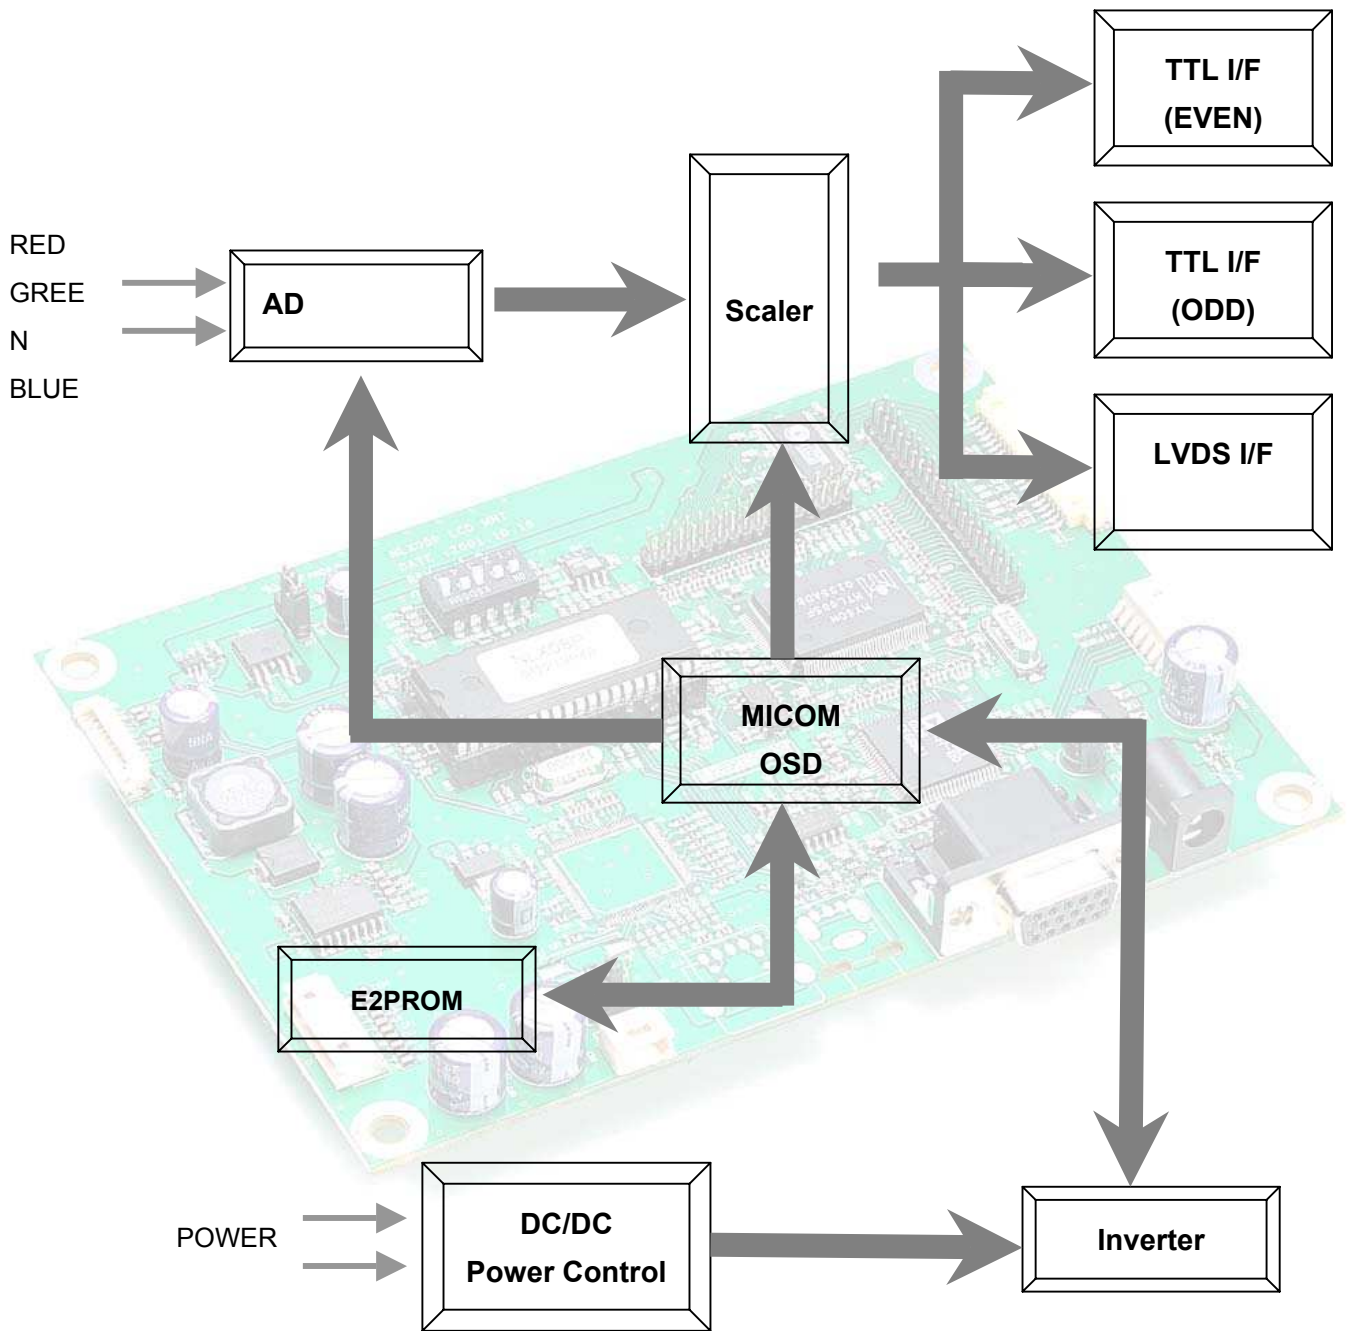 TTL I/F
(EVEN)
RED
GREE
N
BLUE
AD
Scaler
TTL I/F
(ODD)
LVDS I/F
MICOM
OSD
E2PROM
POWER
DC/DC
Power Control
Inverter